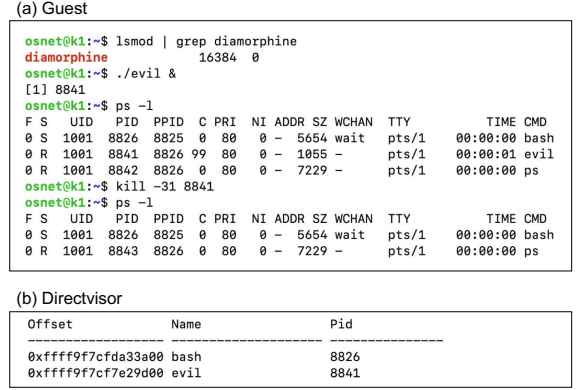 (a) Guest
osnet@k1:~$ lsmod | grep diamorphine
diamorphine 16384 0
osnet@k1:~$ ./evil &
[1] 8841
osnet@k1:~$ ps -l
F S UID PID PPID C PRI NI ADDR SZ WCHAN TTY TIME CMD
0 S 1001 8826 8825 0 80 0 - 5654 wait pts/1 00:00:00 bash
0 R 1001 8841 8826 99 80 0 - 1055 - pts/1 00:00:01 evil
0 R 1001 8842 8826 0 80 0 - 7229 - pts/1 00:00:00 ps
osnet@k1:~$ kill -31 8841
osnet@k1:~$ ps -l
F S UID PID PPID C PRI NI ADDR SZ WCHAN TTY TIME CMD
0 S 1001 8826 8825 0 80 0 - 5654 wait pts/1 00:00:00 bash
0 R 1001 8843 8826 0 80 0 - 7229 - pts/1 00:00:00 ps
(b) Directvisor
Offset Name Pid
------------------ -------------------- ---------------
0xffff9f7cfda33a00 bash 8826
0xffff9f7cf7e29d00 evil 8841